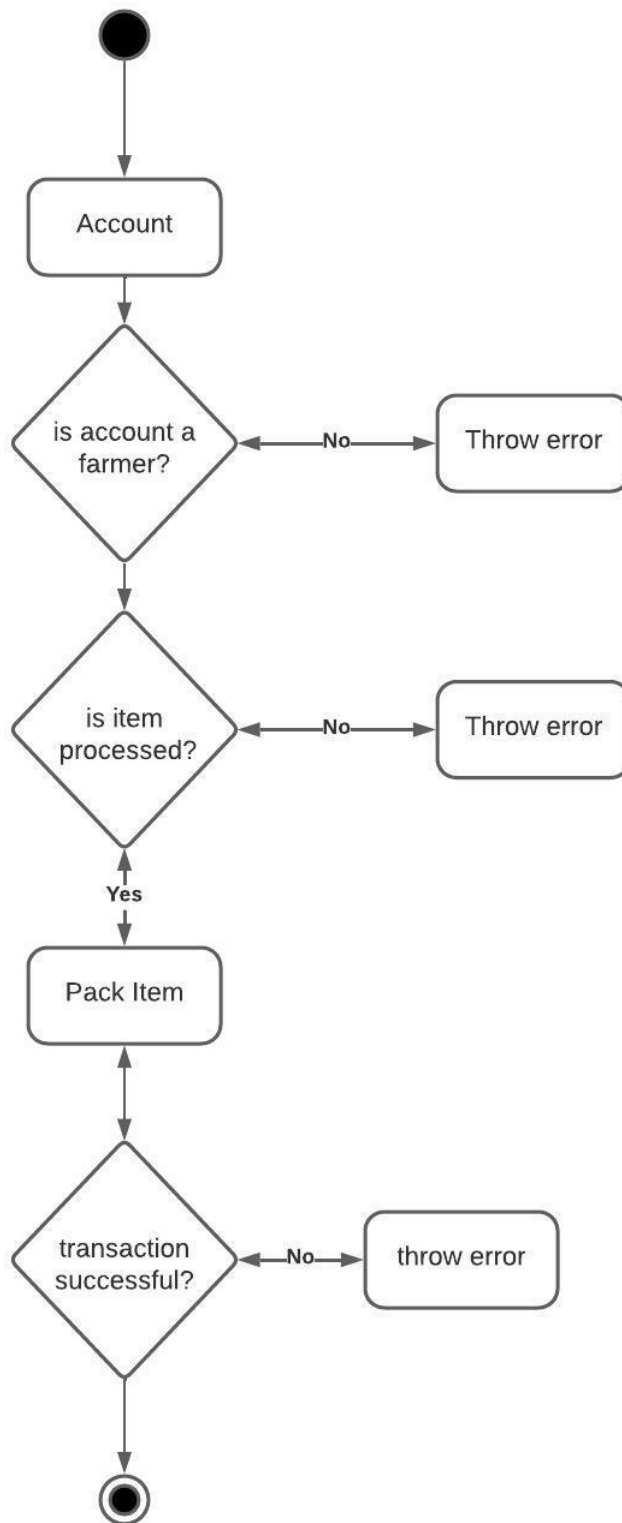 Account
is account a
farmer?
No
Throw error
is item
processed?
No
Throw error
Yes
Pack Item
transaction
successful?
No
throw error